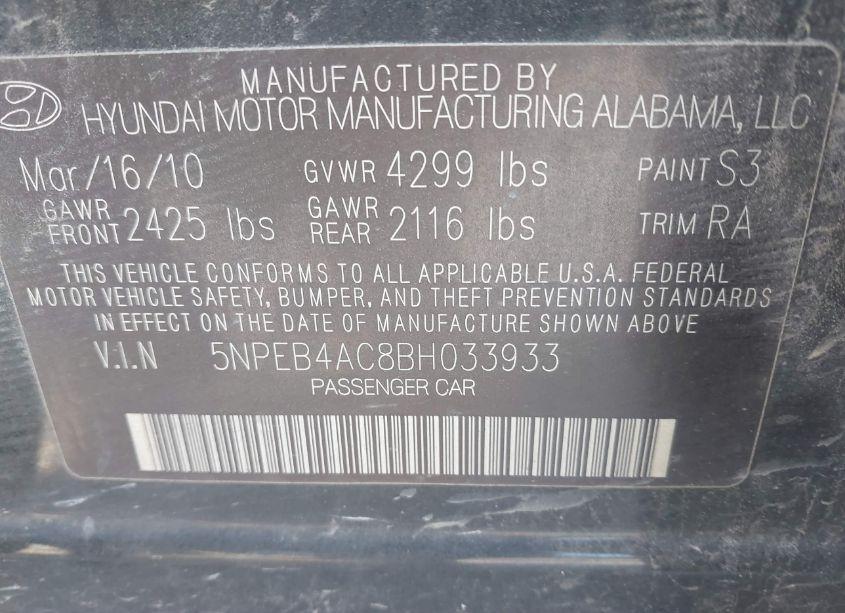 MANUFACTURED BY
HYUNDAI MOTOR MANUFACTURING ALABAMA, LLC
Mar/16/10 GVWR 4299 lbs PAINT S3
GAWR FRONT 2425 lbs GAWR REAR 2116 lbs TRIM RA
THIS VEHICLE CONFORMS TO ALL APPLICABLE U.S.A. FEDERAL
MOTOR VEHICLE SAFETY, BUMPER, AND THEFT PREVENTION STANDARDS
IN EFFECT ON THE DATE OF MANUFACTURE SHOWN ABOVE
V.I.N 5NPEB4AC8BH033933
PASSENGER CAR